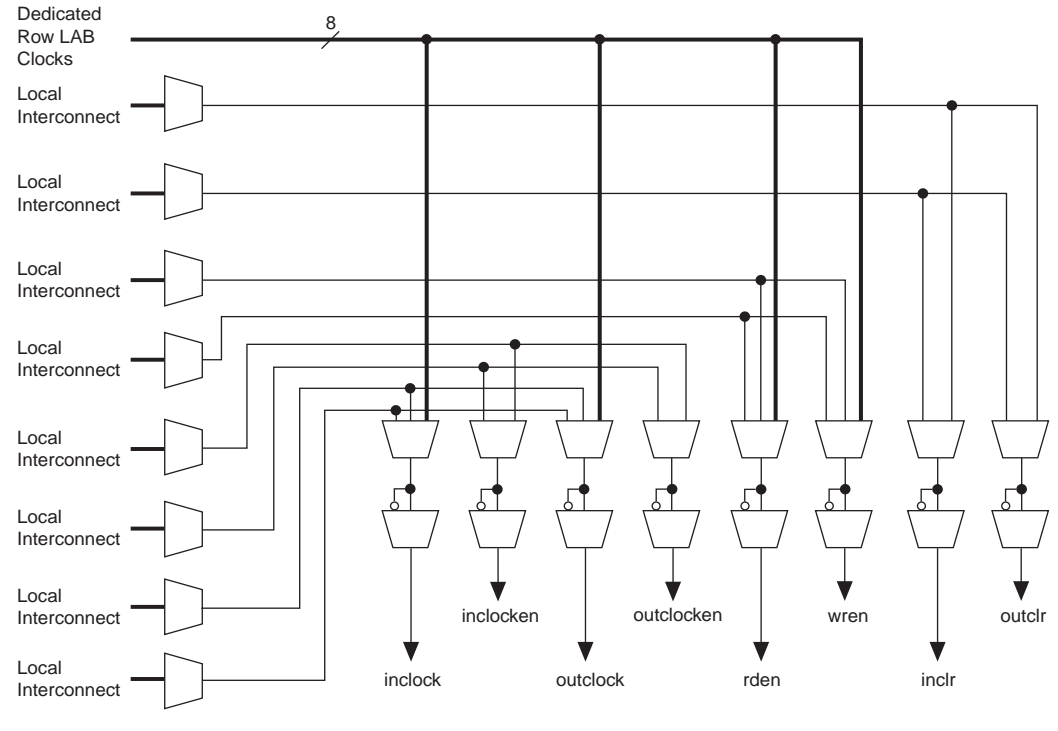 Dedicated
Row LAB
Clocks
8
Local
Interconnect
Local
Interconnect
Local
Interconnect
Local
Interconnect
Local
Interconnect
Local
Interconnect
Local
Interconnect
Local
Interconnect
inclocken
outclocken
wren
outclr
inclock
outclock
rden
inclr